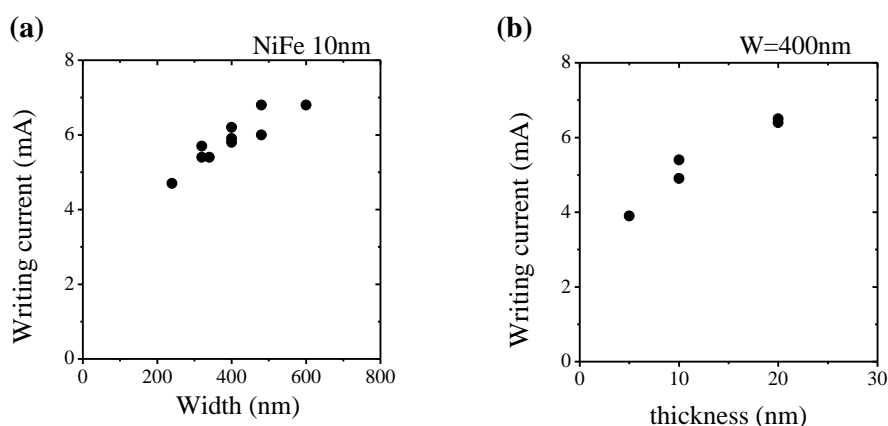 (a)
NiFe 10nm
8
6
4
2
0
Writing current (mA)
0 200 400 600 800
Width (nm)
(b)
W=400nm
8
6
4
2
0
Writing current (mA)
0 10 20 30
thickness (nm)